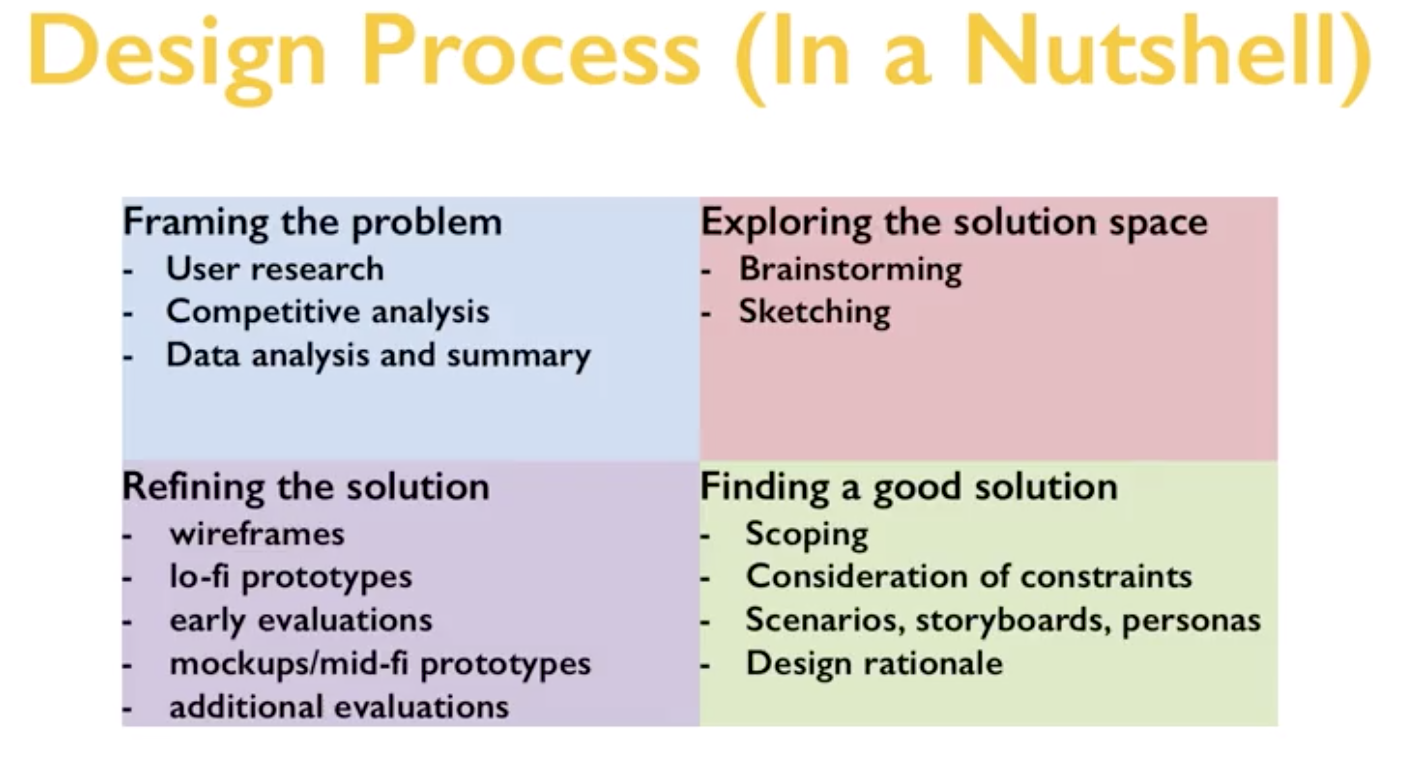 Design Process (In a Nutshell)
Framing the problem
- User research
- Competitive analysis
- Data analysis and summary
Exploring the solution space
- Brainstorming
- Sketching
Refining the solution
- wireframes
- lo-fi prototypes
- early evaluations
- mockups/mid-fi prototypes
- additional evaluations
Finding a good solution
- Scoping
- Consideration of constraints
- Scenarios, storyboards, personas
- Design rationale